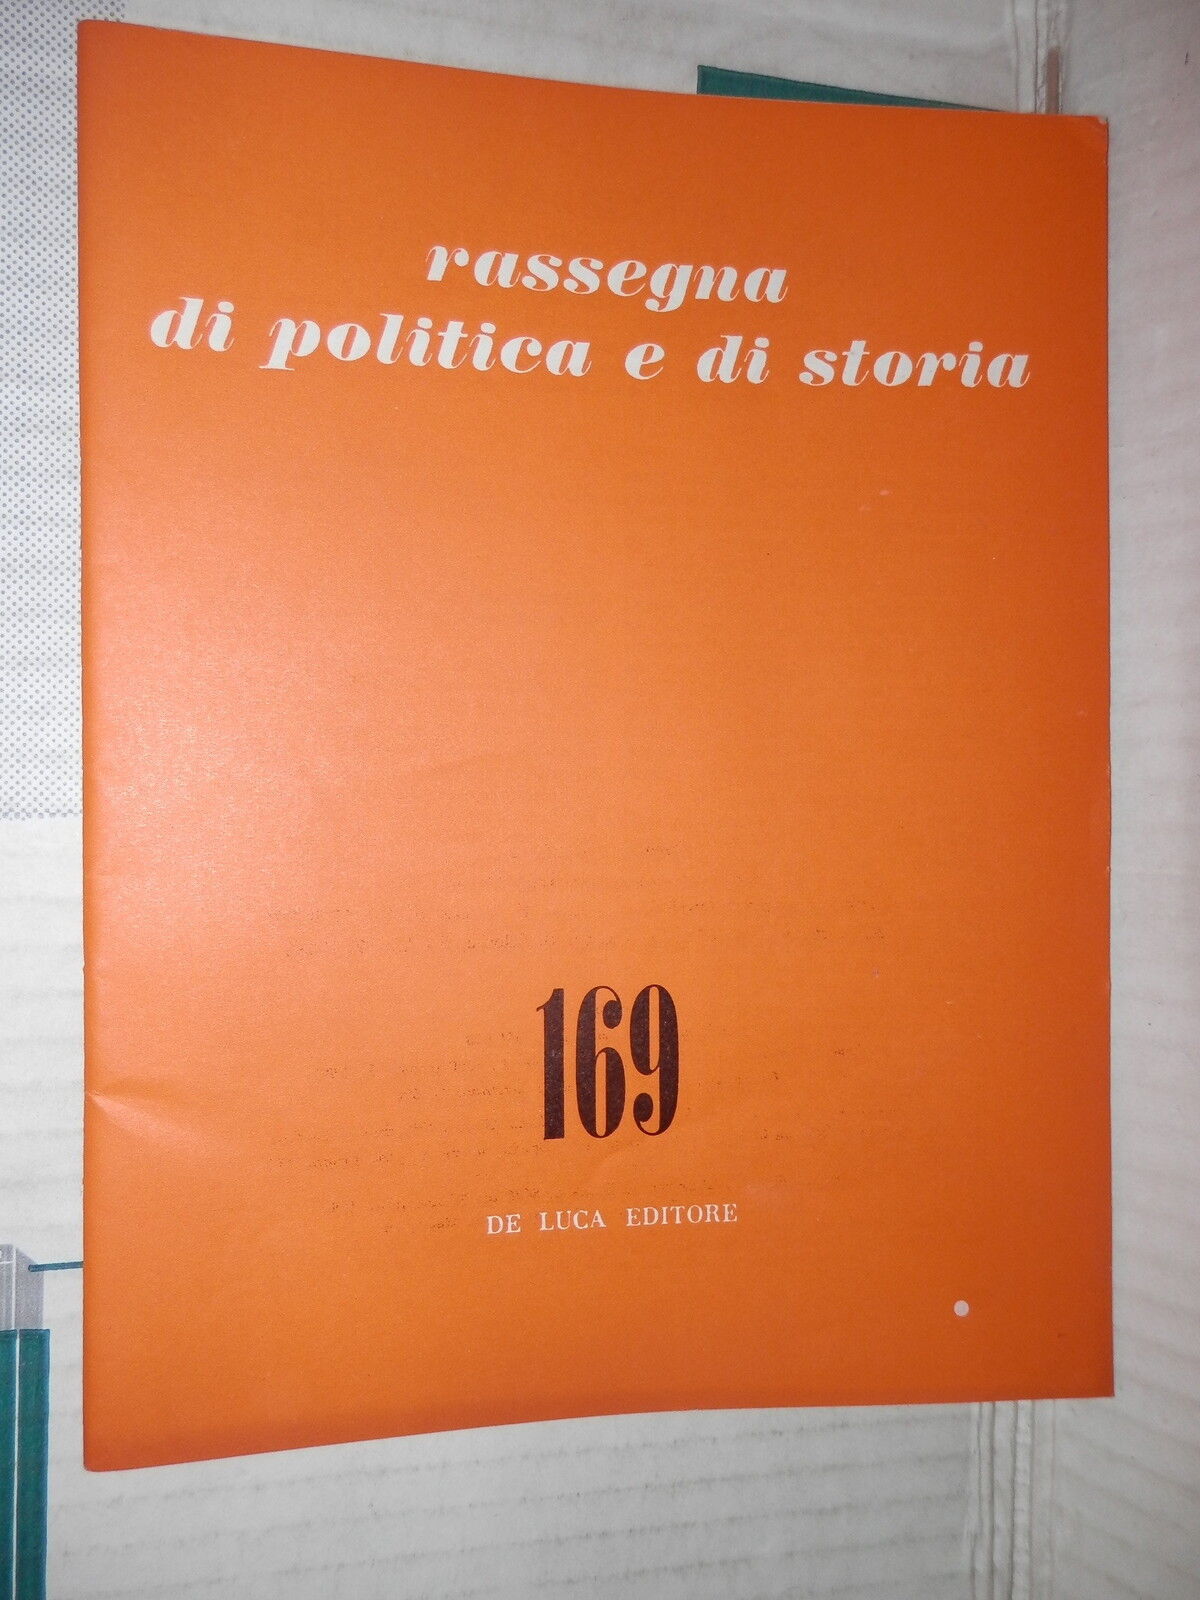 rassegna
di politica e di storia
169
DE LUCA EDITORE